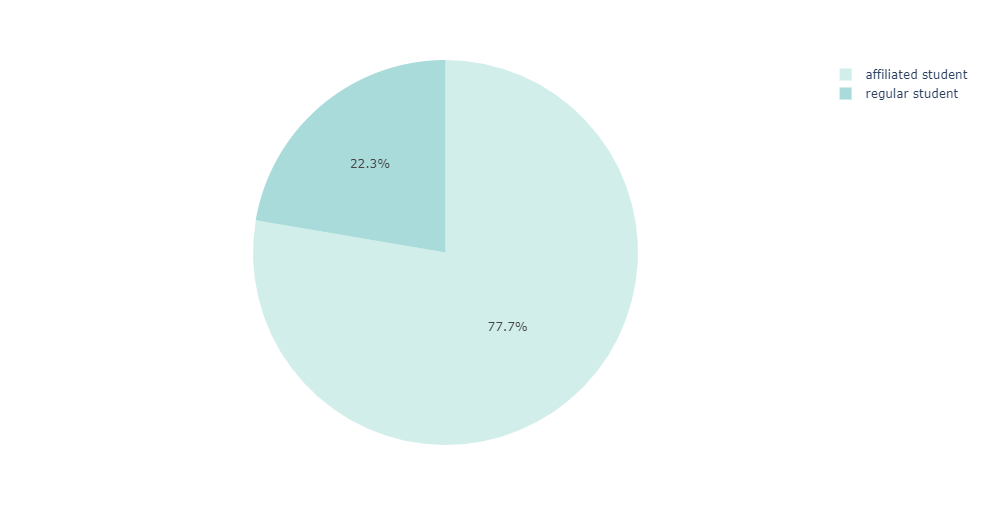 affiliated student
regular student
22.3%
77.7%